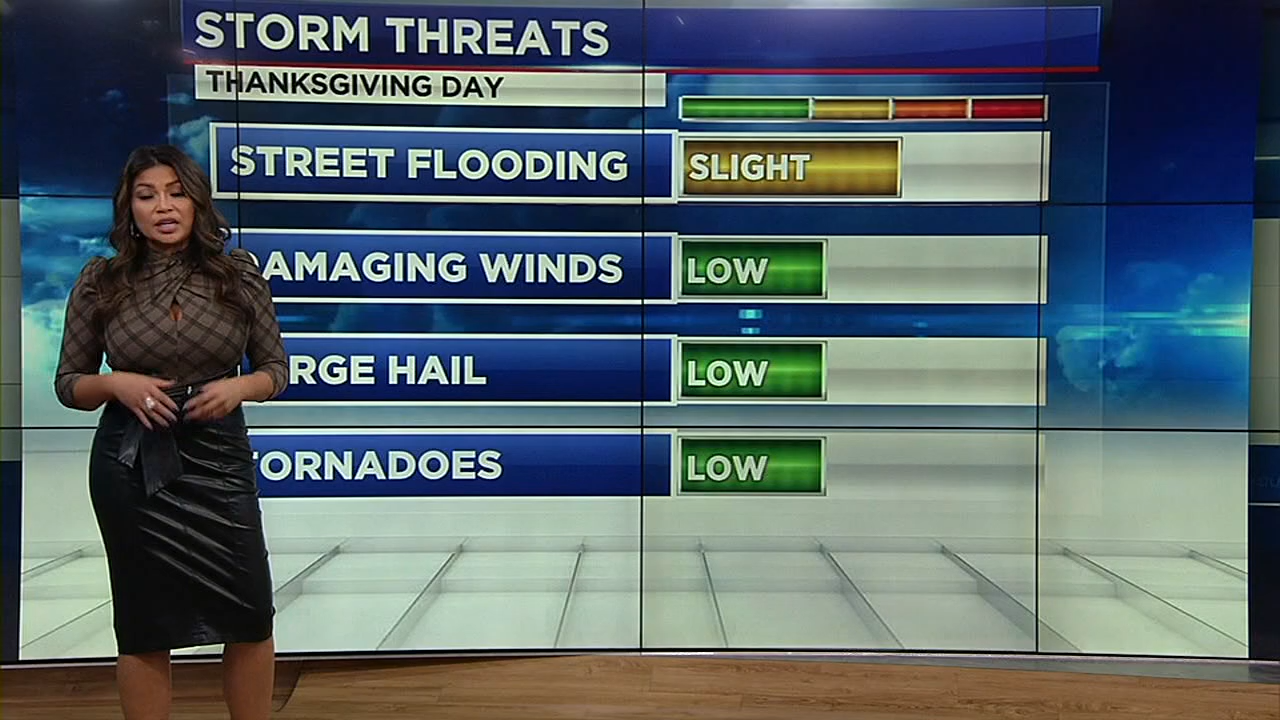 STORM THREATS
THANKSGIVING DAY
STREET FLOODING SLIGHT
DAMAGING WINDS LOW
RGE HAIL LOW
TORNADOES LOW